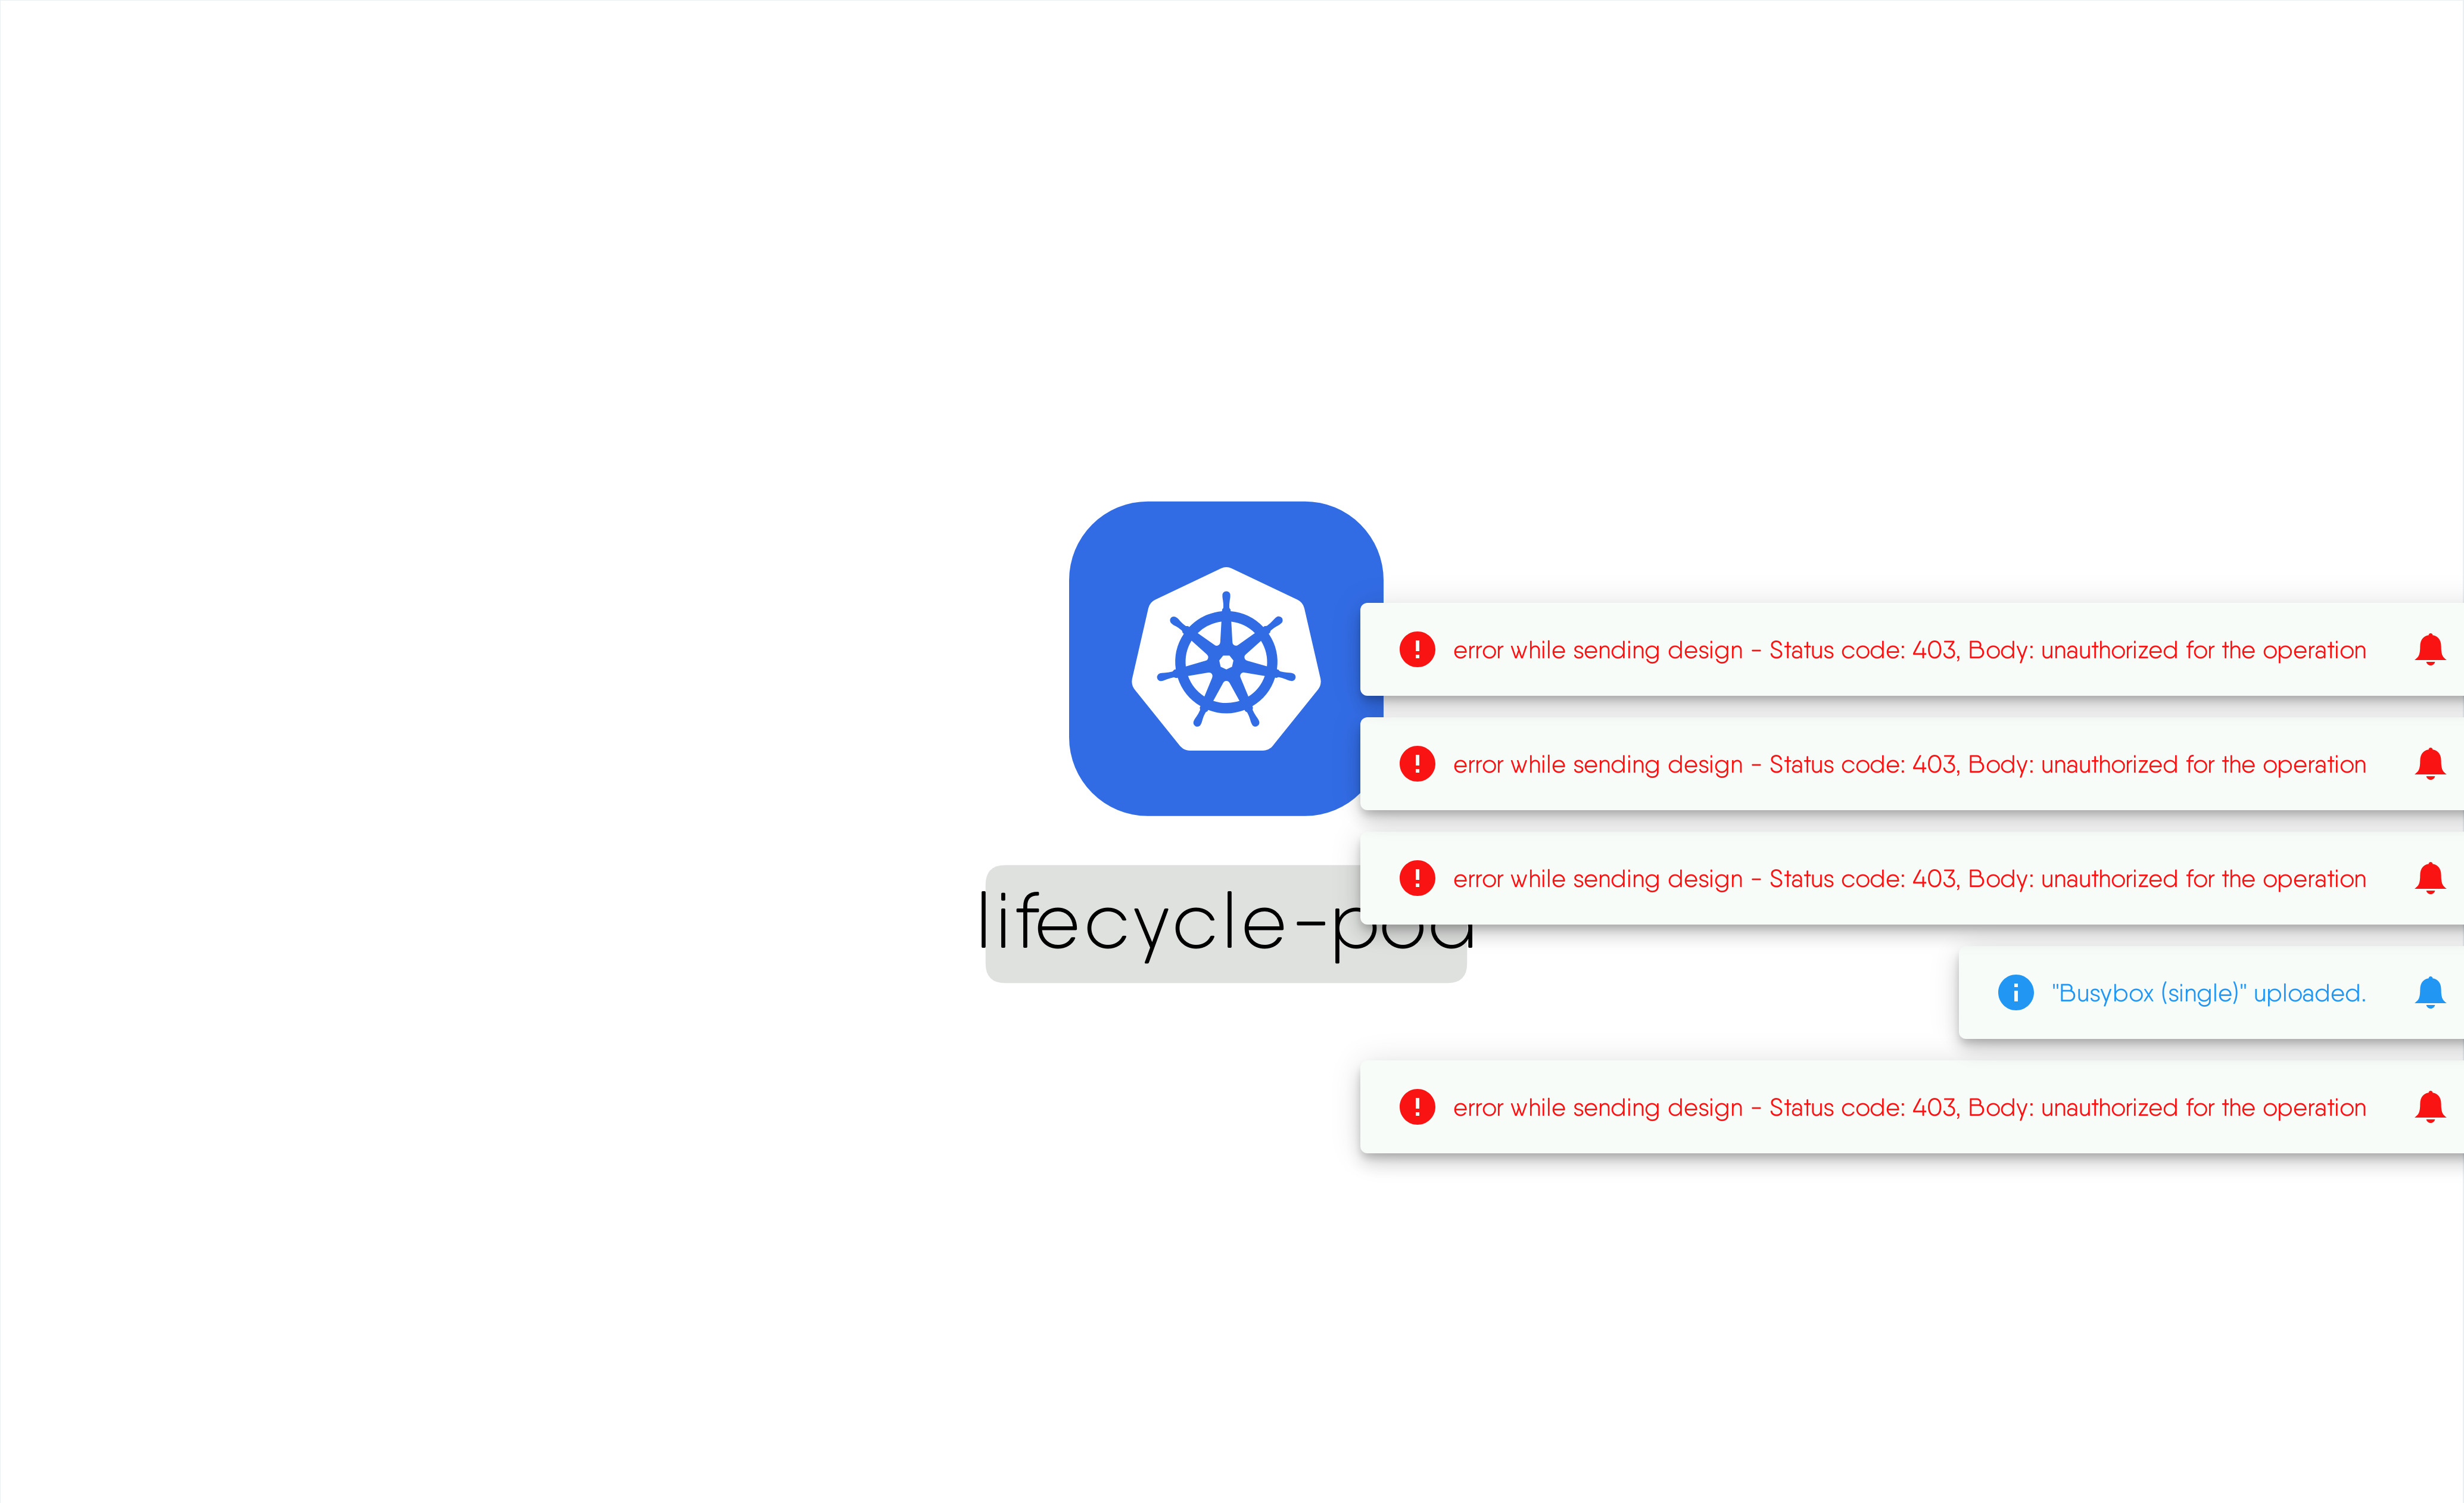 error while sending design - Status code: 403, Body: unauthorized for the operation
error while sending design - Status code: 403, Body: unauthorized for the operation
error while sending design - Status code: 403, Body: unauthorized for the operation
lifecycle-pod
"Busybox (single)" uploaded.
error while sending design - Status code: 403, Body: unauthorized for the operation